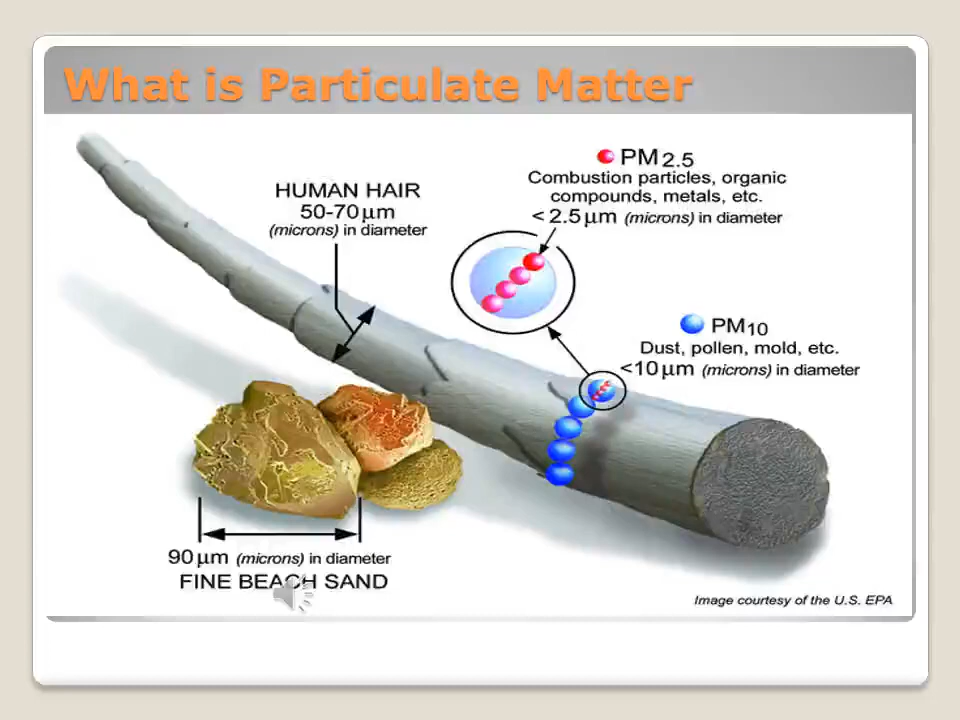 What is Particulate Matter
HUMAN HAIR
50-70µm
(microns) in diameter
PM2.5
Combustion particles, organic
compounds, metals, etc.
< 2.5µm (microns) in diameter
PM10
Dust, pollen, mold, etc.
<10µm (microns) in diameter
90µm (microns) in diameter
FINE BEACH SAND
Image courtesy of the U.S. EPA